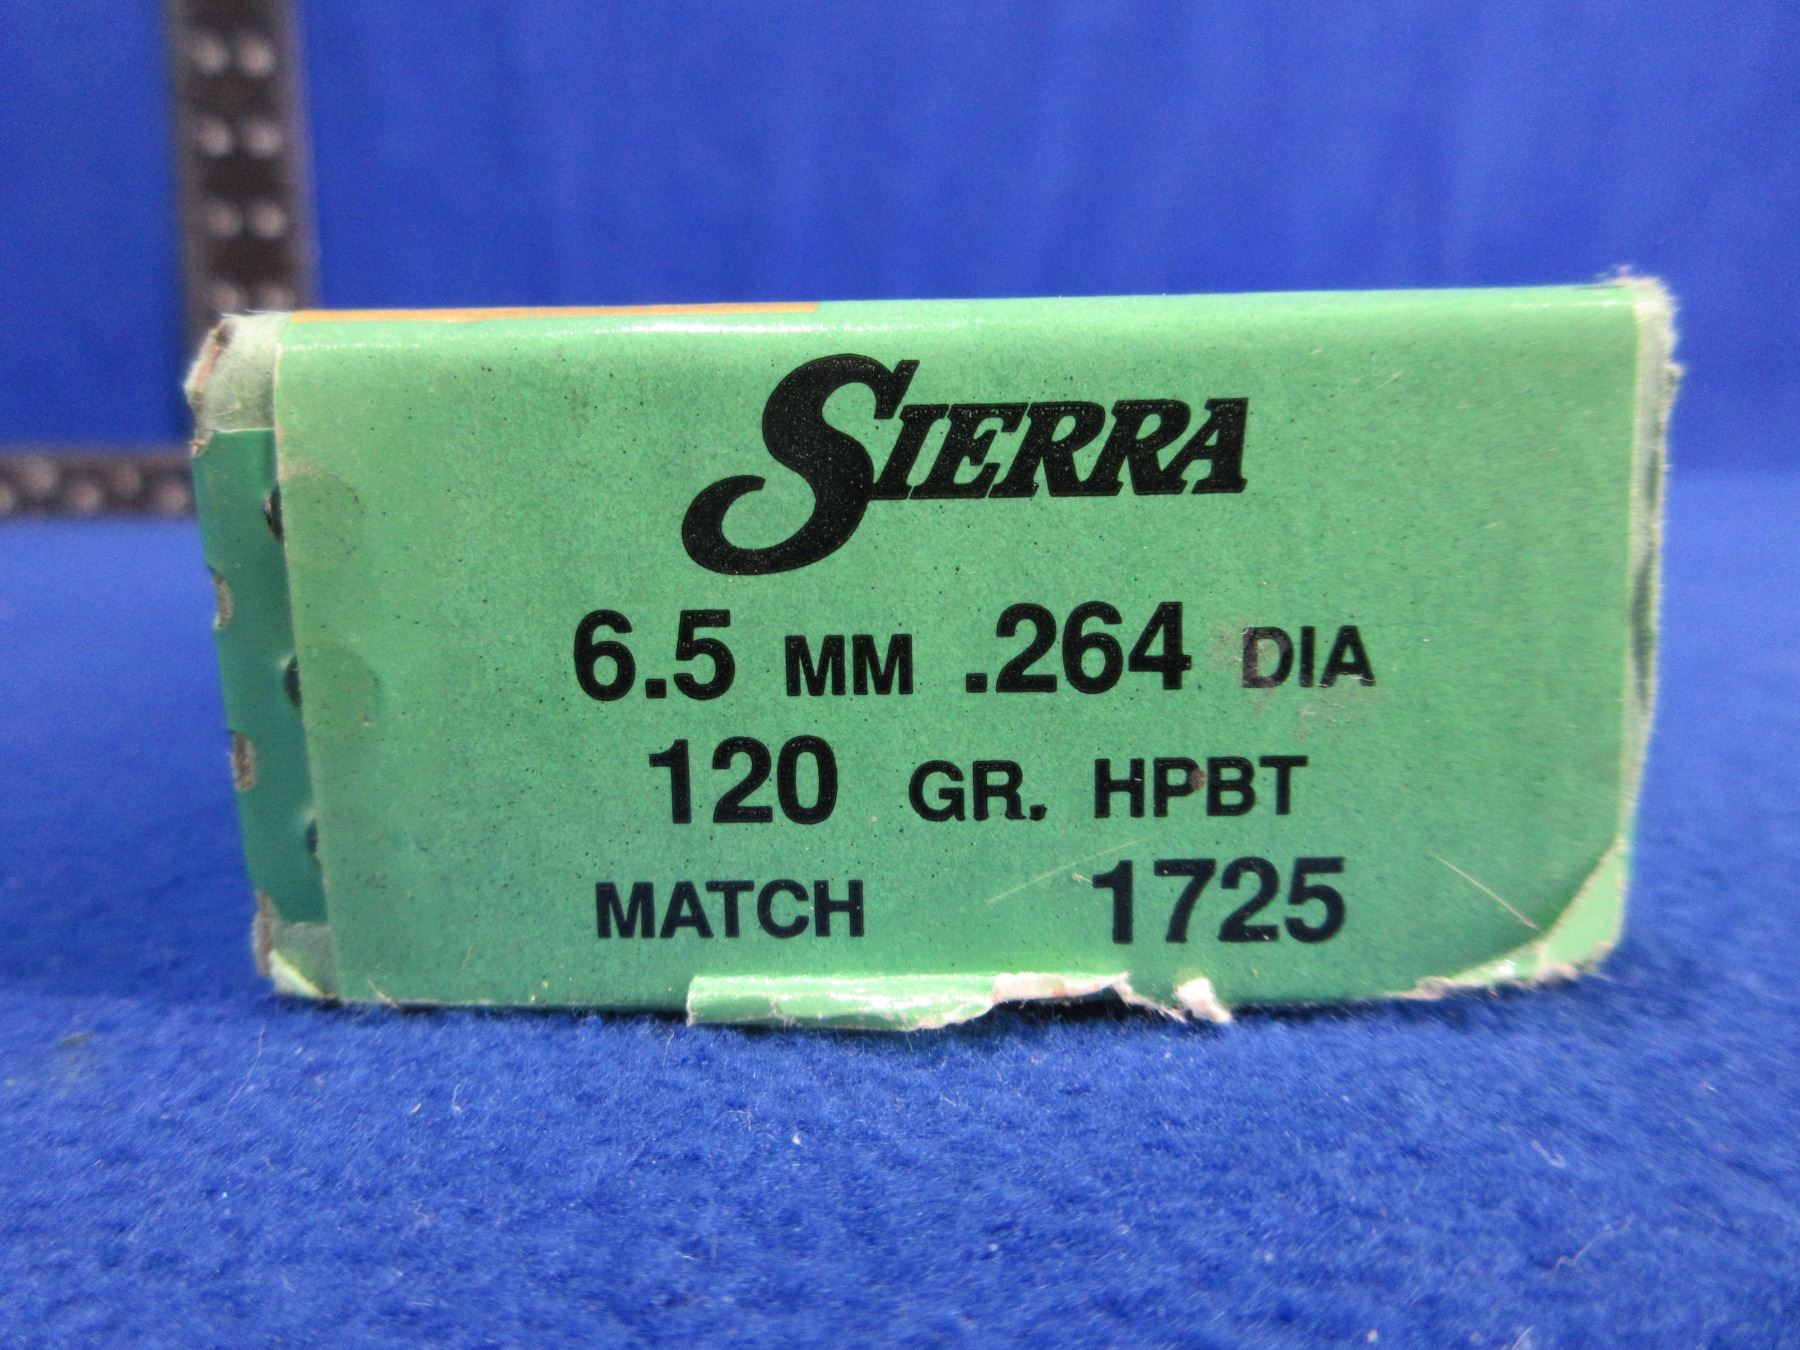 SIERRA
6.5 MM .264 DIA
120 GR. HPBT
MATCH 1725